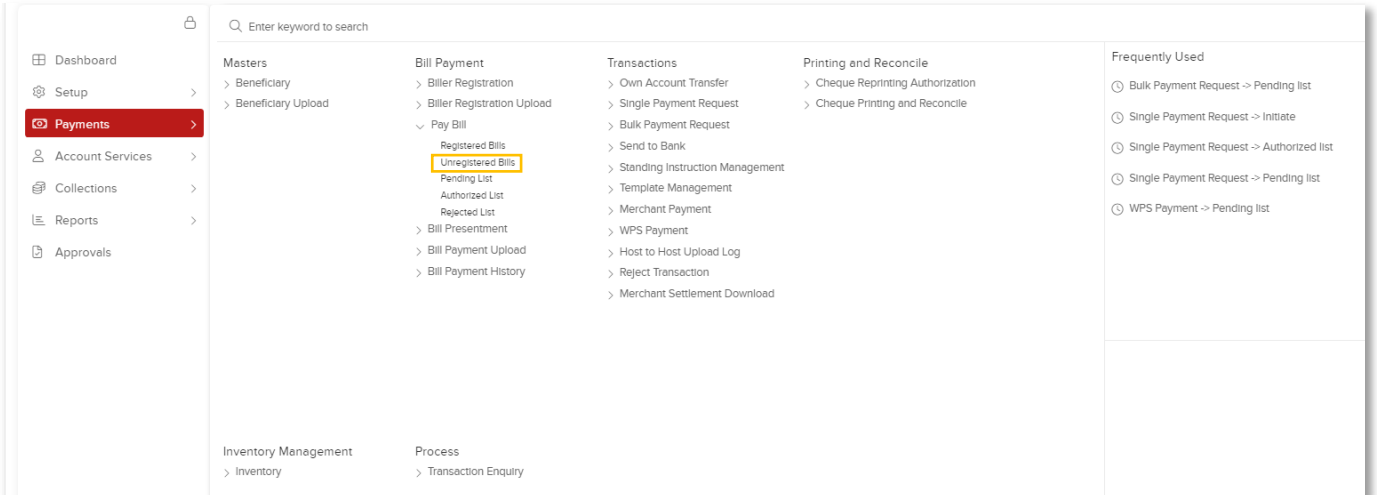 Enter keyword to search
Dashboard
Setup
Payments
Account Services
Collections
Reports
Approvals
Masters
Beneficiary
Beneficiary Upload
Bill Payment
Biller Registration
Biller Registration Upload
Pay Bill
Registered Bills
Unregistered Bills
Pending List
Authorized List
Rejected List
Bill Presentment
Bill Payment Upload
Bill Payment History
Transactions
Own Account Transfer
Single Payment Request
Bulk Payment Request
Send to Bank
Standing Instruction Management
Template Management
Merchant Payment
WPS Payment
Host to Host Upload Log
Reject Transaction
Merchant Settlement Download
Printing and Reconcile
Cheque Reprinting Authorization
Cheque Printing and Reconcile
Frequently Used
Bulk Payment Request -> Pending list
Single Payment Request -> Initiate
Single Payment Request -> Authorized list
Single Payment Request -> Pending list
WPS Payment -> Pending list
Inventory Management
Inventory
Process
Transaction Enquiry